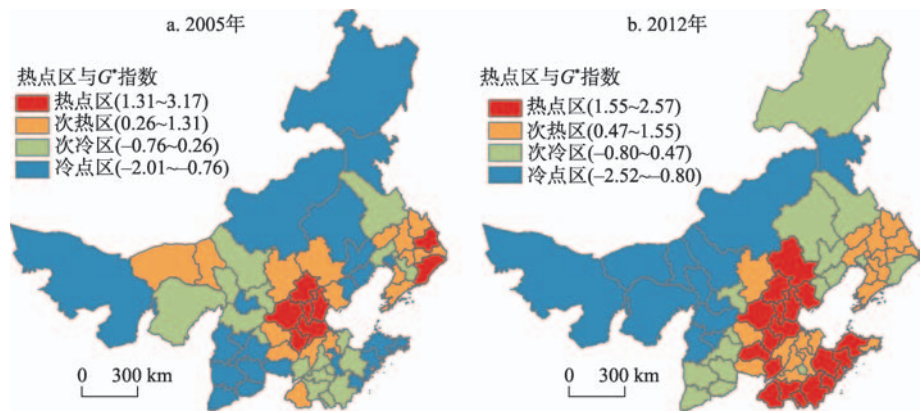 a. 2005年
热点区与G*指数
热点区(1.31~3.17)
次热区(0.26~1.31)
次冷区(–0.76~0.26)
冷点区(–2.01~–0.76)
0 300 km
b. 2012年
热点区与G*指数
热点区(1.55~2.57)
次热区(0.47~1.55)
次冷区(–0.80~0.47)
冷点区(–2.52~–0.80)
0 300 km